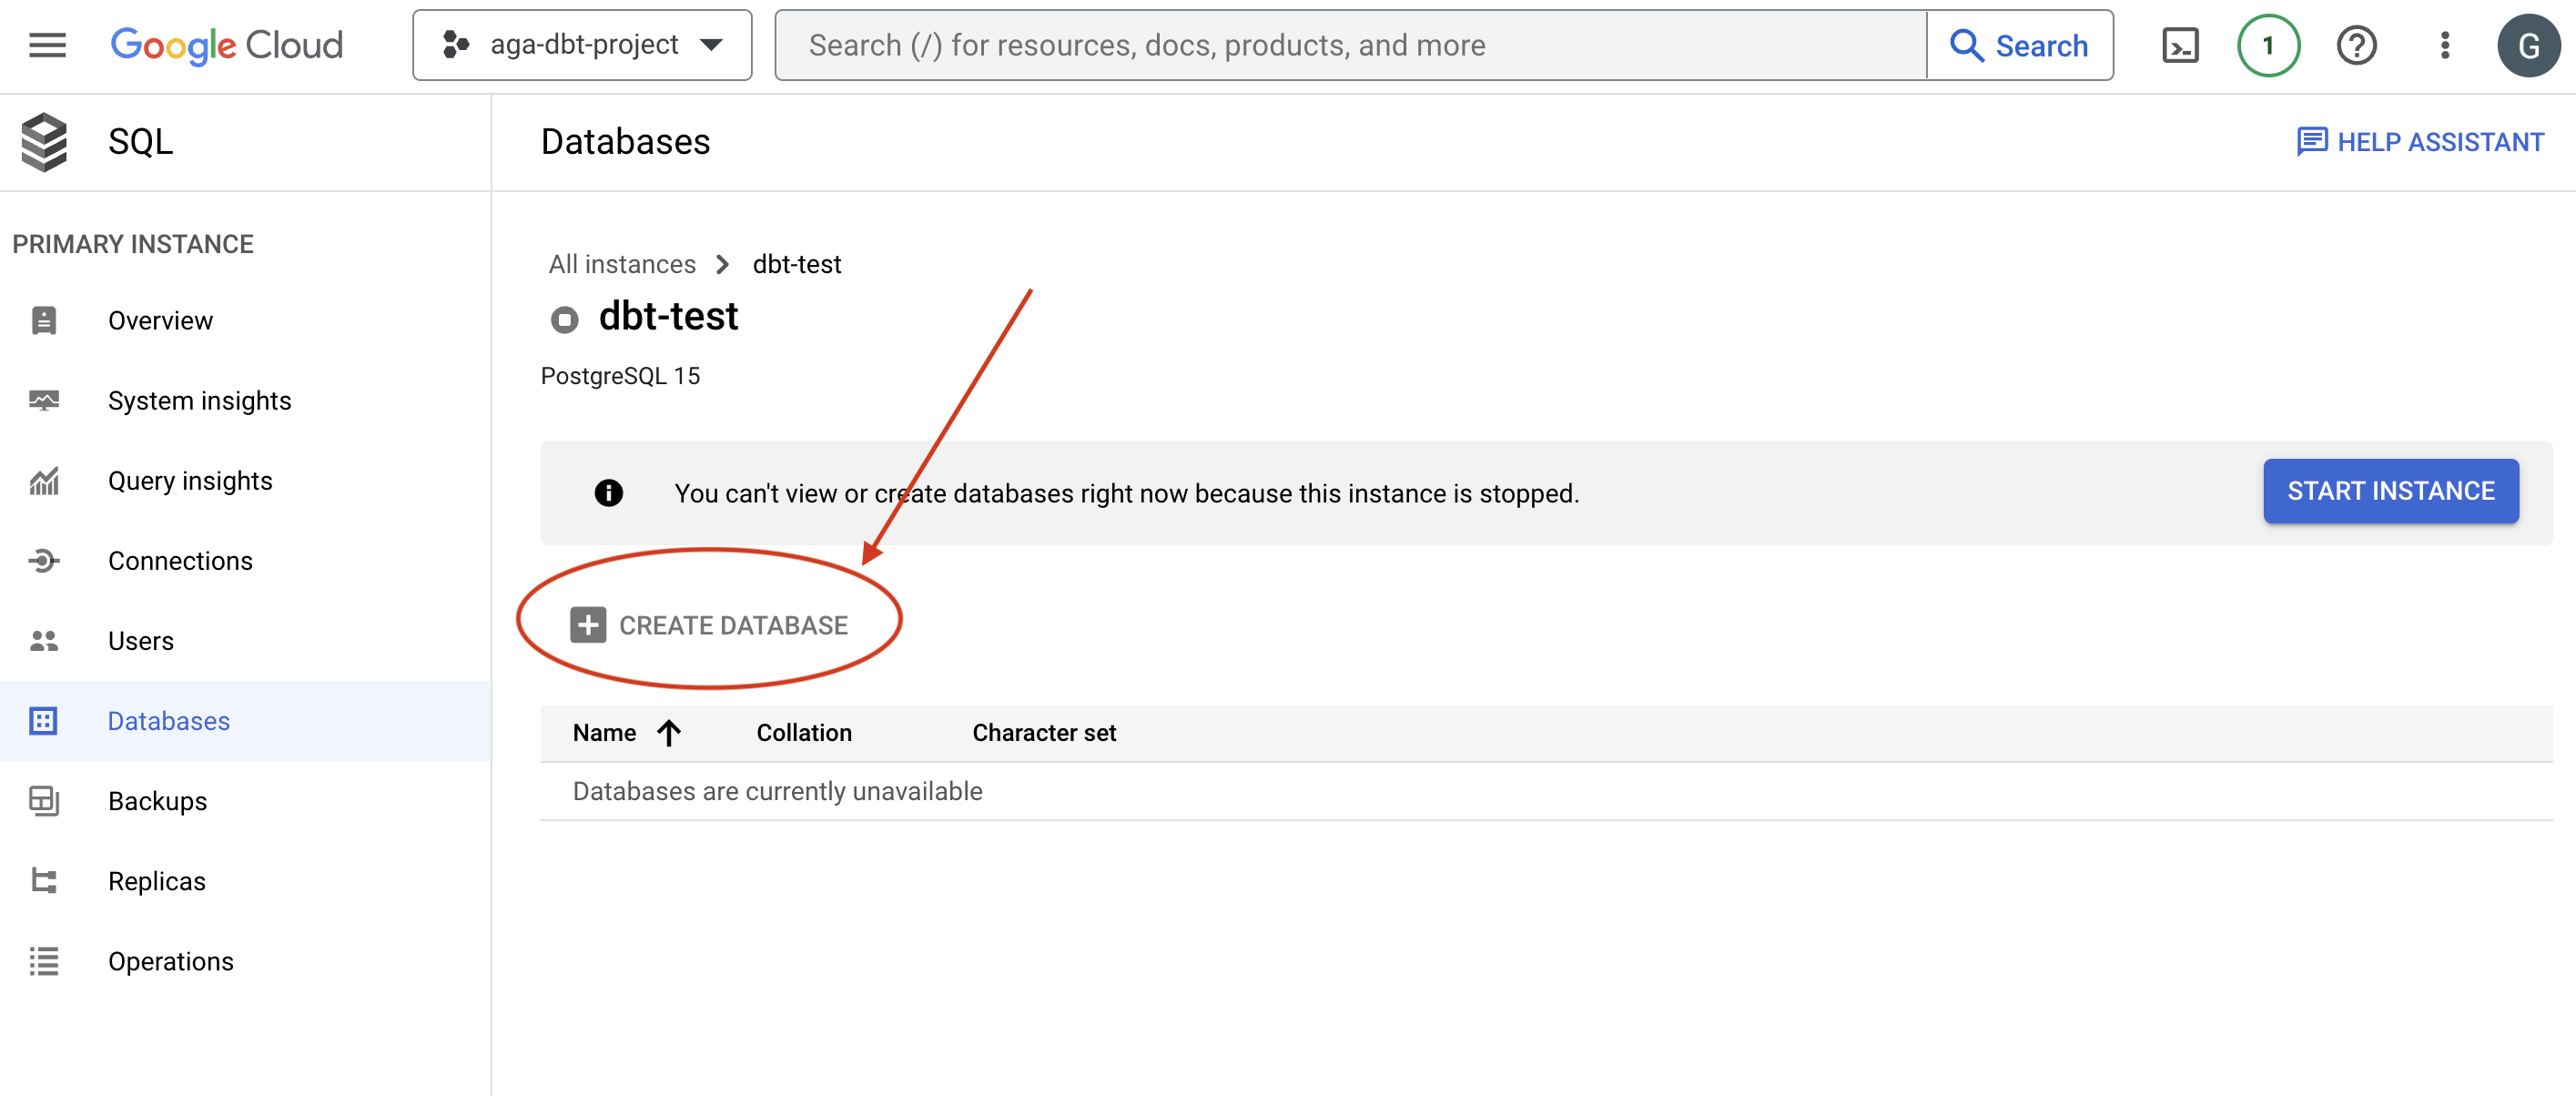 Google Cloud
aga-dbt-project
Search (/) for resources, docs, products, and more
Search
1
G
SQL
Databases
HELP ASSISTANT
PRIMARY INSTANCE
Overview
System insights
Query insights
Connections
Users
Databases
Backups
Replicas
Operations
All instances > dbt-test
dbt-test
PostgreSQL 15
You can't view or create databases right now because this instance is stopped.
START INSTANCE
CREATE DATABASE
Name Collation Character set
Databases are currently unavailable